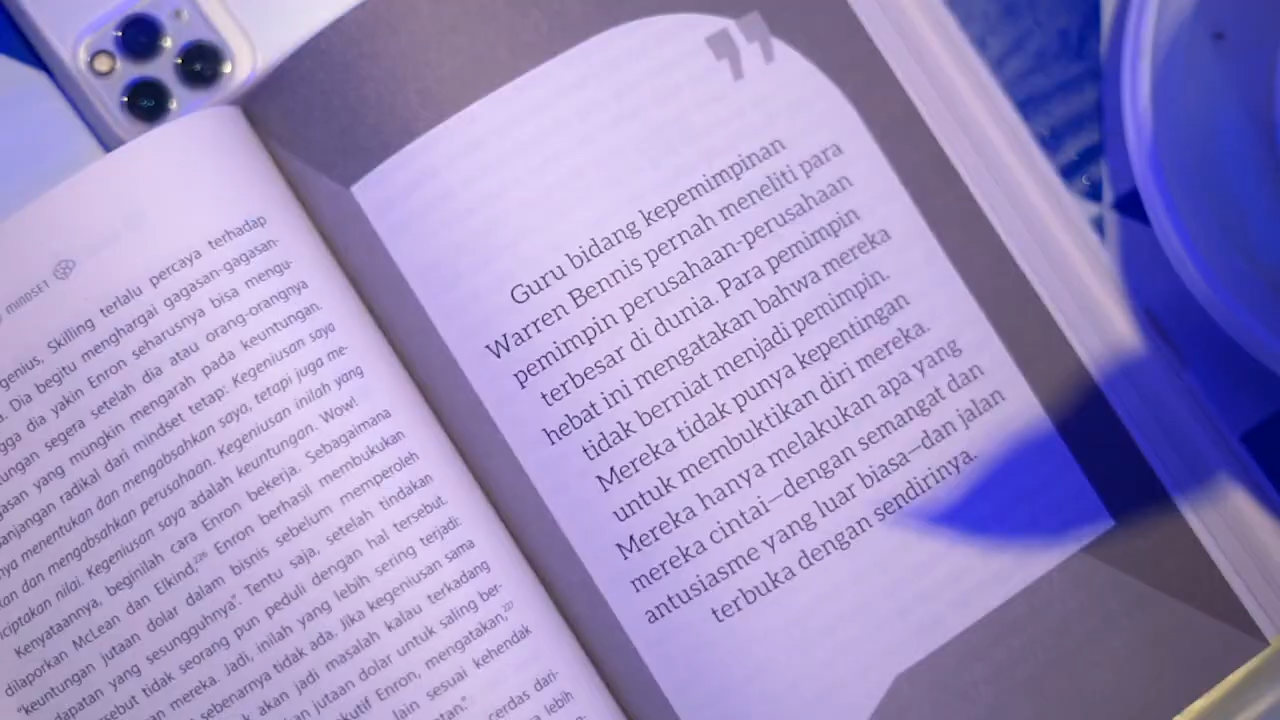 MINDSET
genius, Skilling terlalu percaya terhadap
Dia begitu menghargai gagasan-gagasan-
dia yakin Enron seharusnya bisa mengu-
segera setelah dia atau orang-orangnya
yang mungkin mengarah pada keuntungan.
radikal dari mindset tetap: Kegeniusan saya
menentukan dan mengabsahkan saya, tetapi juga me-
dan mengabsahkan perusahaan. Kegeniusan inilah yang
nilai. Kegeniusan saya adalah keuntungan. Wow!
Kenyataannya, beginilah cara Enron bekerja. Sebagaimana
dilaporkan McLean dan Elkind,226 Enron berhasil membukukan
“keuntungan jutaan dolar dalam bisnis sebelum memperoleh
yang sesungguhnya”. Tentu saja, setelah tindakan
tidak seorang pun peduli dengan hal tersebut.
mereka. Jadi, inilah yang lebih sering terjadi:
sebenarnya tidak ada. Jika kegeniusan sama
akan jadi masalah kalau terkadang
jutaan dolar untuk saling ber-
Enron, mengatakan,227
lain sesuai kehendak
cerdas dari-
lebih
”
Guru bidang kepemimpinan
Warren Bennis pernah meneliti para
pemimpin perusahaan-perusahaan
terbesar di dunia. Para pemimpin
hebat ini mengatakan bahwa mereka
tidak berniat menjadi pemimpin.
Mereka tidak punya kepentingan
untuk membuktikan diri mereka.
Mereka hanya melakukan apa yang
mereka cintai—dengan semangat dan
antusiasme yang luar biasa—dan jalan
terbuka dengan sendirinya.